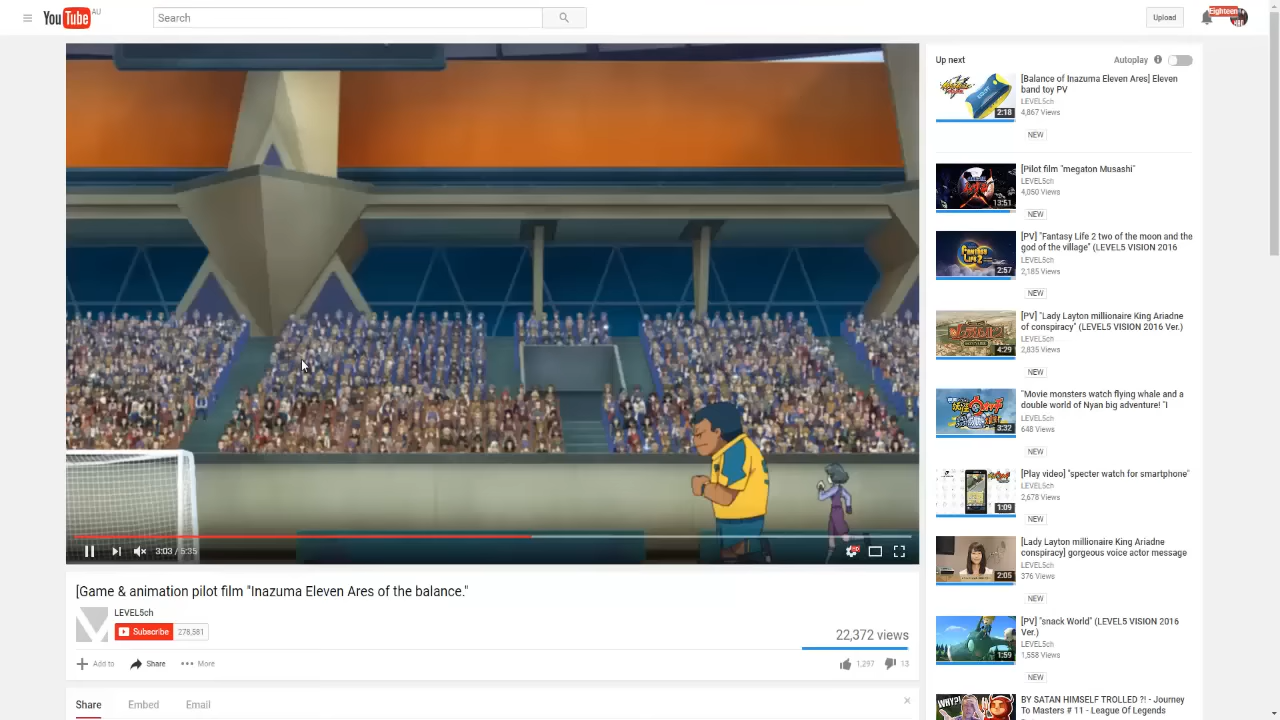 YouTube AU
Search
Upload
Eighteen
Up next
Autoplay
[Balance of Inazuma Eleven Ares] Eleven
band toy PV
LEVEL5ch
4,867 Views
2:18
NEW
[Pilot film "megaton Musashi"
LEVEL5ch
4,050 Views
13:51
NEW
[PV] "Fantasy Life 2 two of the moon and the
god of the village" (LEVEL5 VISION 2016
LEVEL5ch
2,185 Views
2:57
NEW
[PV] "Lady Layton millionaire King Ariadne
of conspiracy" (LEVEL5 VISION 2016 Ver.)
LEVEL5ch
2,835 Views
4:29
NEW
"Movie monsters watch flying whale and a
double world of Nyan big adventure! "I
LEVEL5ch
648 Views
3:32
NEW
[Play video] "specter watch for smartphone"
LEVEL5ch
2,678 Views
1:09
NEW
[Lady Layton millionaire King Ariadne
conspiracy] gorgeous voice actor message
LEVEL5ch
376 Views
2:05
NEW
[PV] "snack World" (LEVEL5 VISION 2016
Ver.)
LEVEL5ch
1,558 Views
1:59
NEW
WHY?!
BY SATAN HIMSELF TROLLED ?! - Journey
To Masters # 11 - League Of Legends
3:03 / 5:35
HD
[Game & animation pilot film "Inazuma Eleven Ares of the balance."
LEVEL5ch
Subscribe 278,581
22,372 views
Add to Share More
1,297 13
Share Embed Email